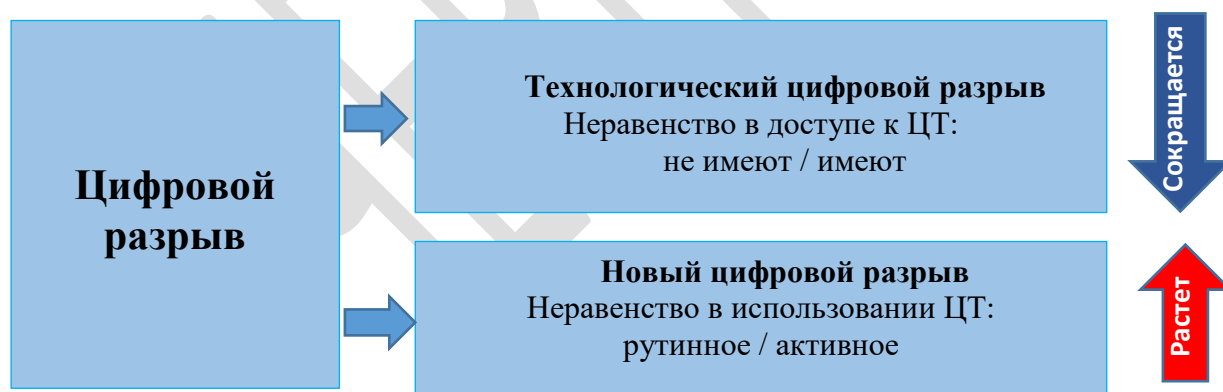 Цифровой
разрыв
Технологический цифровой разрыв
Неравенство в доступе к ЦТ:
не имеют / имеют
Сокращается
Новый цифровой разрыв
Неравенство в использовании ЦТ:
рутинное / активное
Растет